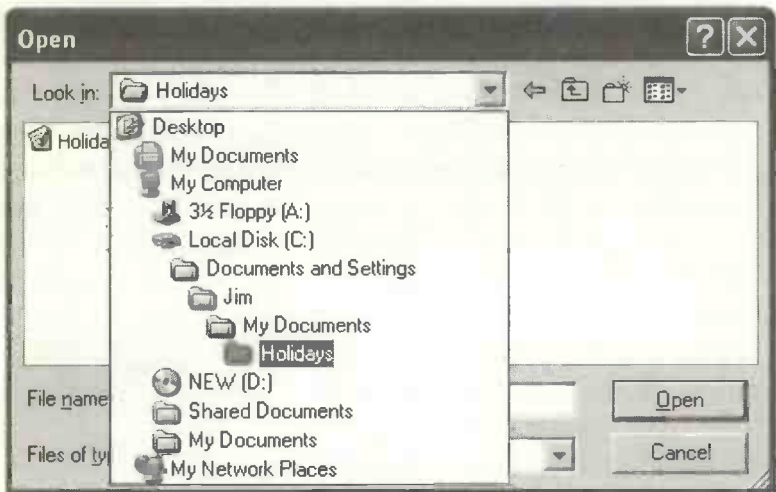 Open
Look in: Holidays
Desktop
Holida
My Documents
My Computer
3½ Floppy (A:)
Local Disk (C:)
Documents and Settings
Jim
My Documents
Holidays
NEW (D:)
File name
Open
Shared Documents
My Documents
Files of ty
Cancel
My Network Places